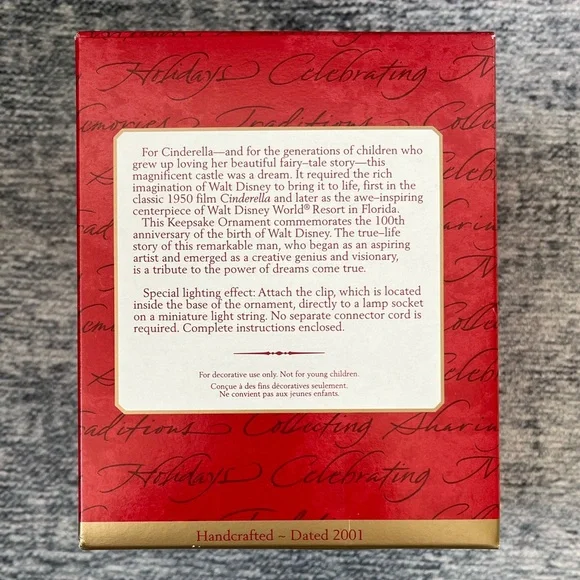 Holidays Celebrating M
emories Traditions Colle
For Cinderella—and for the generations of children who
grew up loving her beautiful fairy–tale story—this
magnificent castle was a dream. It required the rich
imagination of Walt Disney to bring it to life, first in the
classic 1950 film Cinderella and later as the awe–inspiring
centerpiece of Walt Disney World® Resort in Florida.
This Keepsake Ornament commemorates the 100th
anniversary of the birth of Walt Disney. The true–life
story of this remarkable man, who began as an aspiring
artist and emerged as a creative genius and visionary,
is a tribute to the power of dreams come true.
Special lighting effect: Attach the clip, which is located
inside the base of the ornament, directly to a lamp socket
on a miniature light string. No separate connector cord is
required. Complete instructions enclosed.
For decorative use only. Not for young children.
Conçue à des fins décoratives seulement.
Ne convient pas aux jeunes enfants.
raditions Collecting Sharin
Holidays Celebrating M
Handcrafted ~ Dated 2001